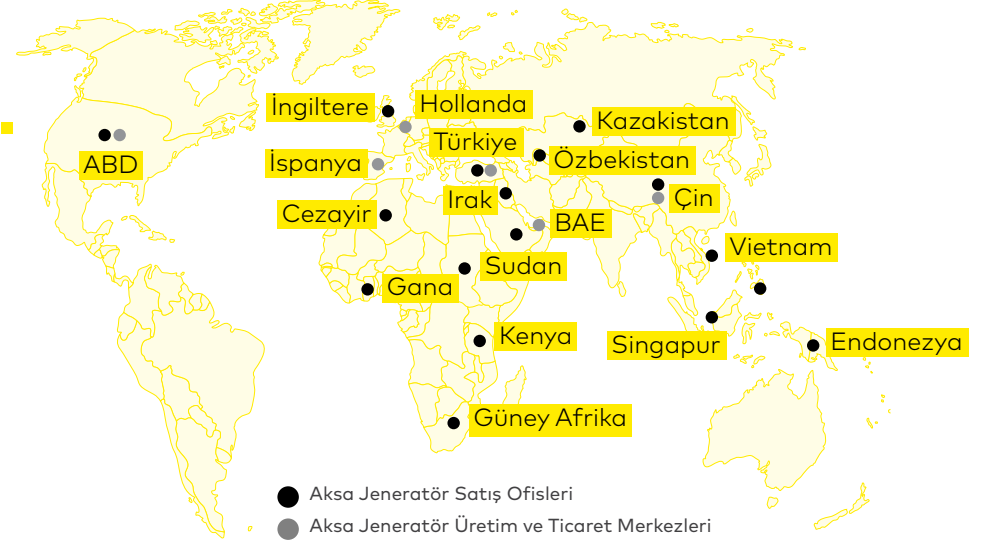 İngiltere
Hollanda
Kazakistan
Türkiye
ABD
İspanya
Özbekistan
Irak
Çin
Cezayir
BAE
Vietnam
Sudan
Gana
Kenya
Singapur
Endonezya
Güney Afrika
Aksa Jeneratör Satış Ofisleri
Aksa Jeneratör Üretim ve Ticaret Merkezleri